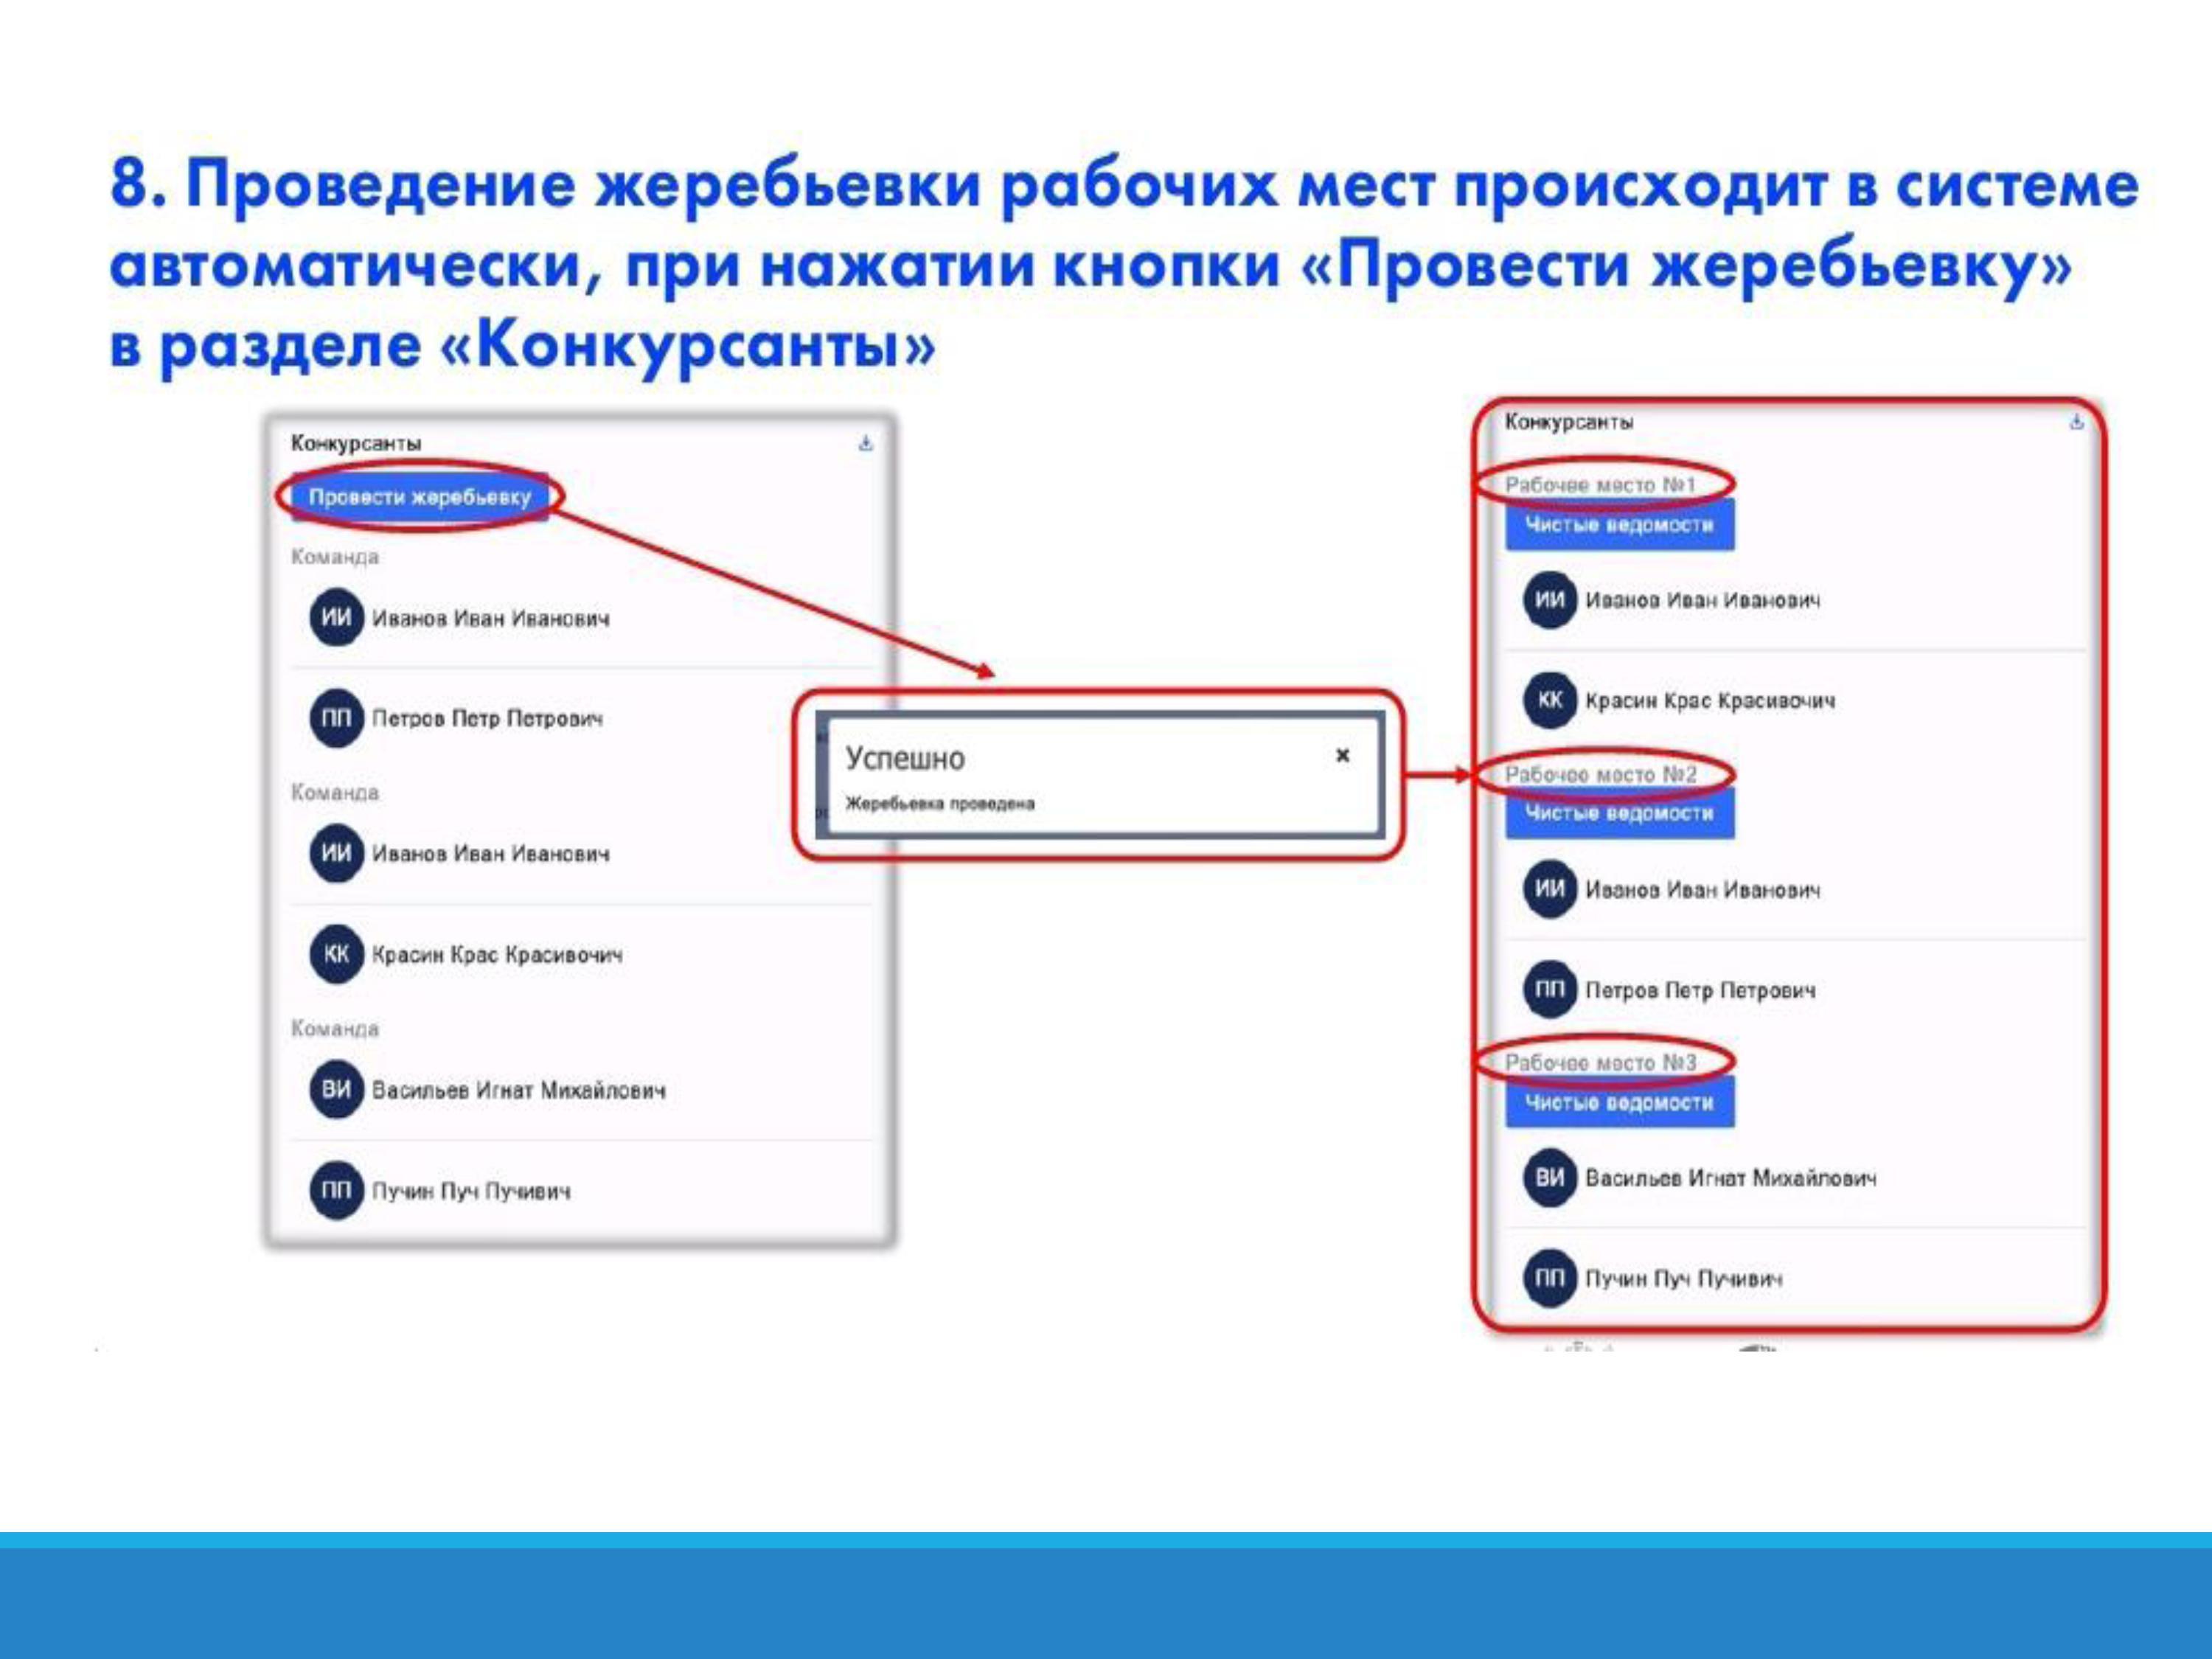 8. Проведение жеребьевки рабочих мест происходит в системе
автоматически, при нажатии кнопки «Провести жеребьевку»
в разделе «Конкурсанты»
Конкурсанты
Провести жеребьевку
Команда
ИИ Иванов Иван Иванович
ПП Петров Петр Петрович
Команда
ИИ Иванов Иван Иванович
КК Красин Крас Красивочич
Команда
ВИ Васильев Игнат Михайлович
ПП Пучин Пуч Пучивич
Успешно
Жеребьевка проведена
Конкурсанты
Рабочее место №1
Чистые ведомости
ИИ Иванов Иван Иванович
КК Красин Крас Красивочич
Рабочее место №2
Чистые ведомости
ИИ Иванов Иван Иванович
ПП Петров Петр Петрович
Рабочее место №3
Чистые ведомости
ВИ Васильев Игнат Михайлович
ПП Пучин Пуч Пучивич